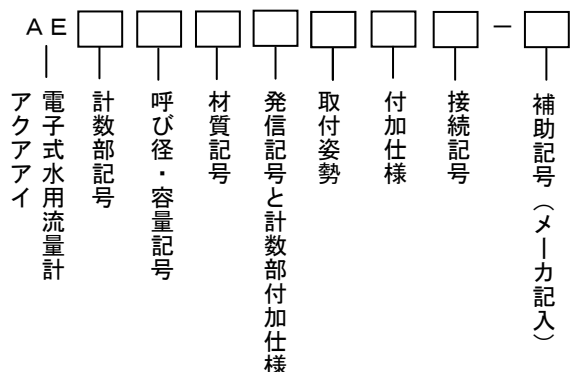 AE －
電子式水用流量計
アクアアイ
計数部記号
呼び径・容量記号
材質記号
発信記号と計数部付加仕様
取付姿勢
付加仕様
接続記号
補助記号（メーカ記入）